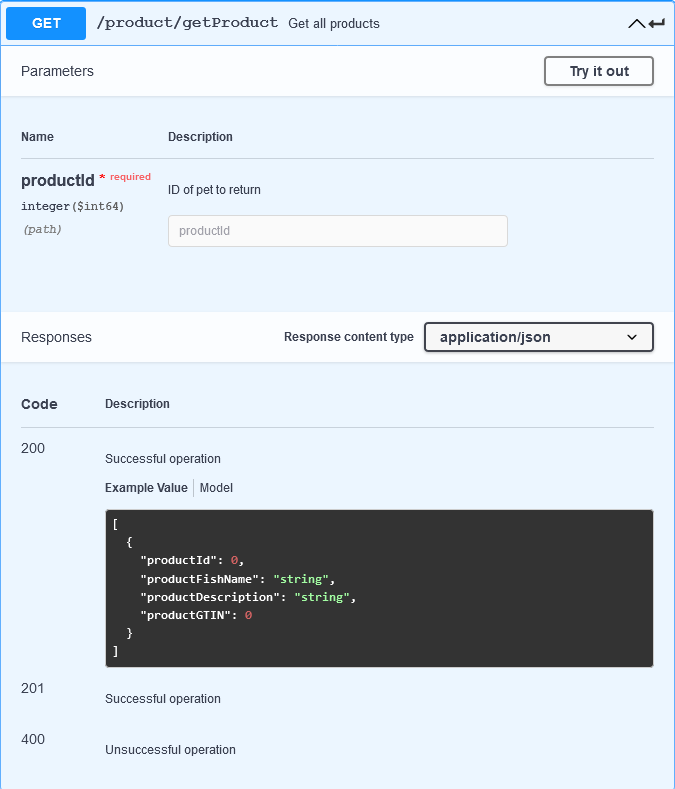 GET /product/getProduct Get all products
Parameters Try it out
Name Description
productId * required
ID of pet to return
integer($int64)
(path)
productId
Responses Response content type application/json
Code Description
200
Successful operation
Example Value Model
[
{
"productId": 0,
"productFishName": "string",
"productDescription": "string",
"productGTIN": 0
}
]
201
Successful operation
400
Unsuccessful operation